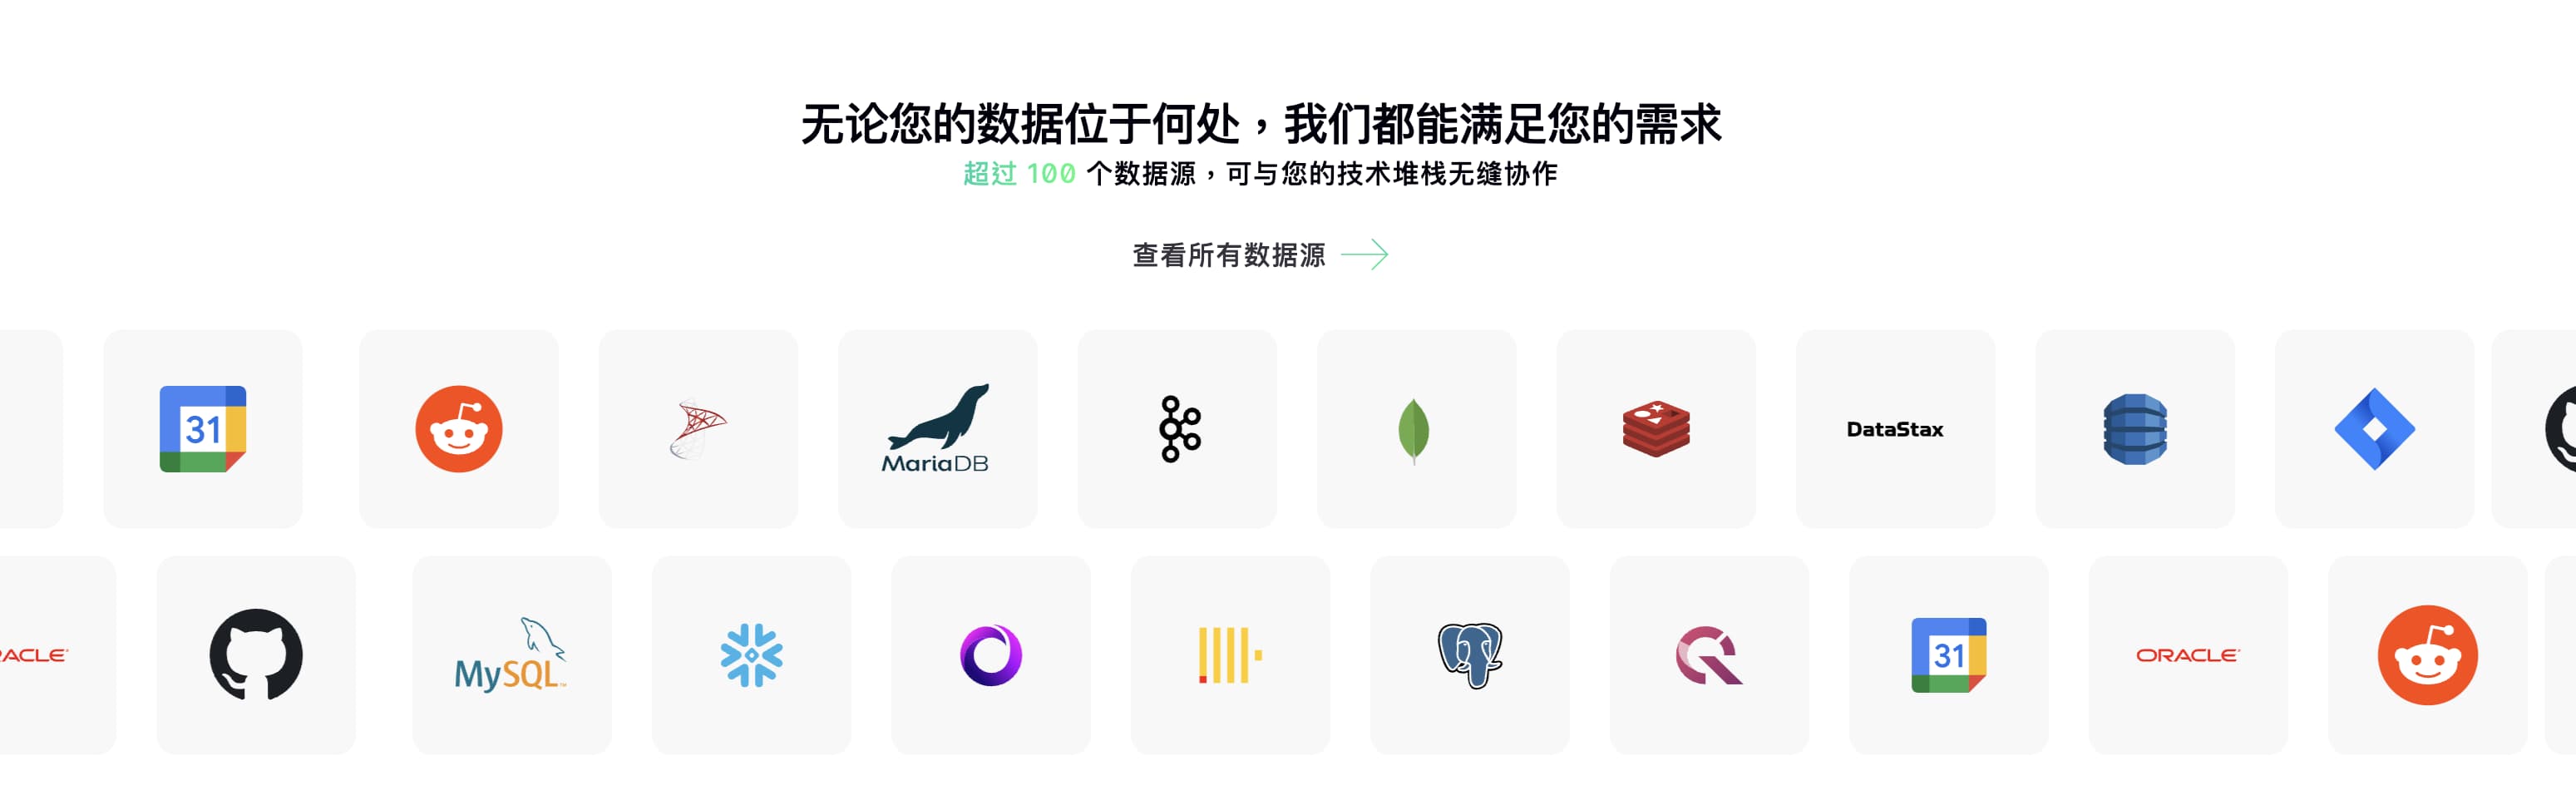 无论您的数据位于何处，我们都能满足您的需求
超过 100 个数据源，可与您的技术堆栈无缝协作
查看所有数据源
31
MariaDB
DataStax
ACLE
MySQL™
31
ORACLE